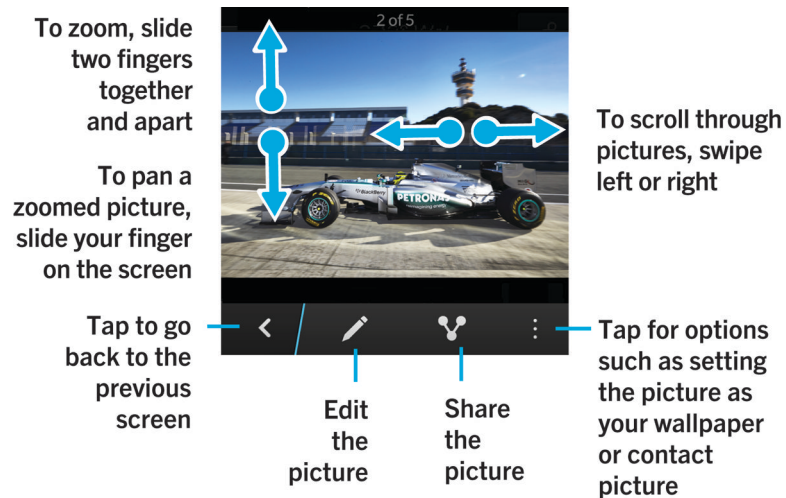 2 of 5
To zoom, slide
two fingers
together
and apart
To pan a
zoomed picture,
slide your finger
on the screen
To scroll through
pictures, swipe
left or right
BlackBerry
PETRONAS
Tap to go
back to the
previous
screen
Edit
the
picture
Share
the
picture
Tap for options
such as setting
the picture as
your wallpaper
or contact
picture